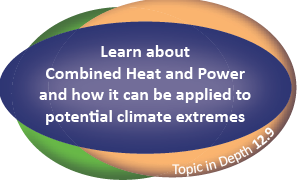 Learn about
Combined Heat and Power
and how it can be applied to
potential climate extremes
Topic in Depth 12.9